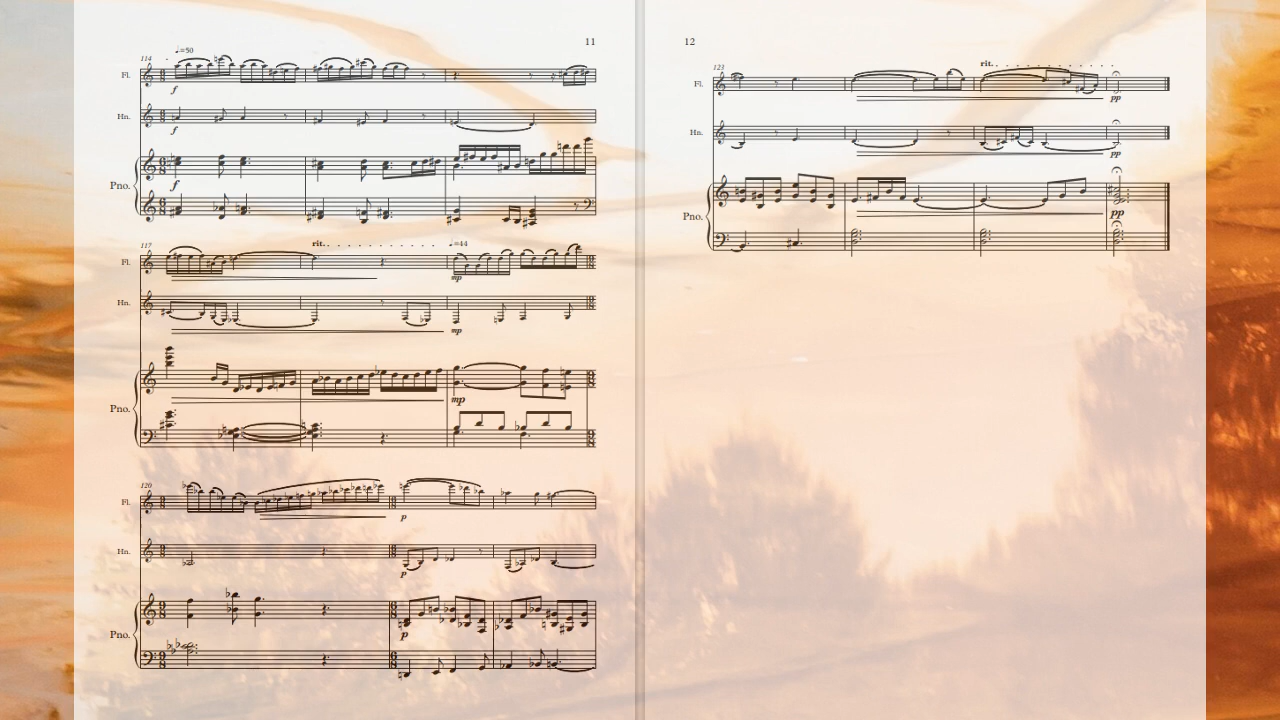 11
♩.=50
114
Fl.
f
Hn.
f
Pno.
f
117
rit.
♩.=44
Fl.
mp
Hn.
mp
Pno.
mp
120
Fl.
p
Hn.
p
Pno.
p
12
123
rit.
Fl.
pp
Hn.
pp
Pno.
pp